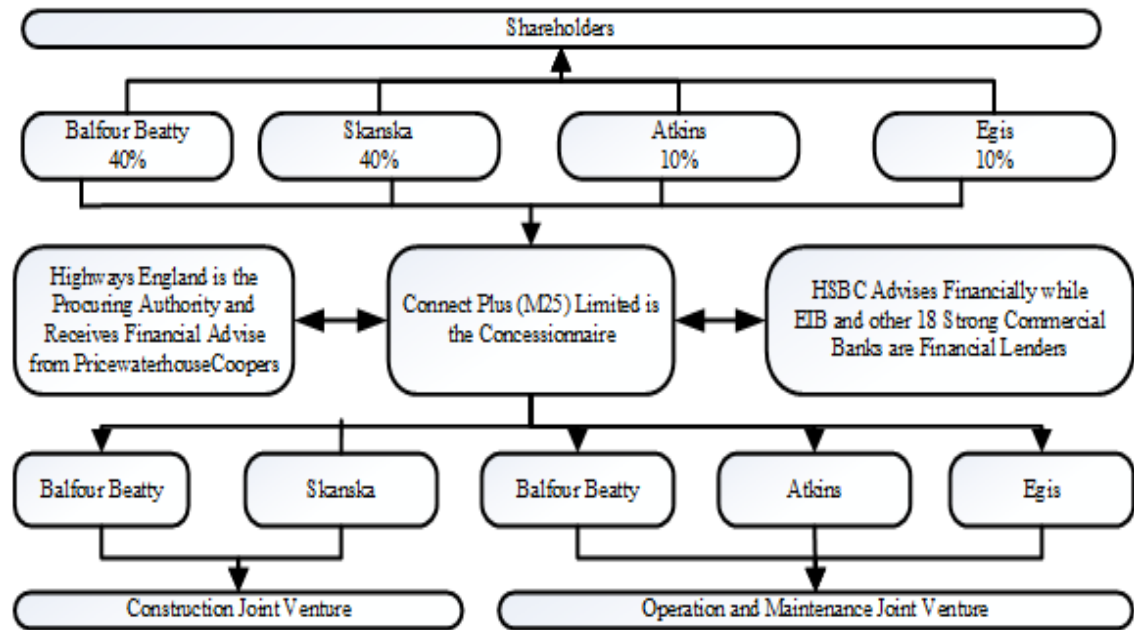 Shareholders
Balfour Beatty
40%
Skanska
40%
Atkins
10%
Egis
10%
Highways England is the
Procuring Authority and
Receives Financial Advise
from PricewaterhouseCoopers
Connect Plus (M25) Limited is
the Concessionnaire
HSBC Advises Financially while
EIB and other 18 Strong Commercial
Banks are Financial Lenders
Balfour Beatty
Skanska
Balfour Beatty
Atkins
Egis
Construction Joint Venture
Operation and Maintenance Joint Venture